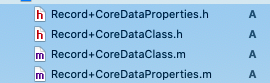 h Record+CoreDataProperties.h A
h Record+CoreDataClass.h A
m Record+CoreDataClass.m A
m Record+CoreDataProperties.m A